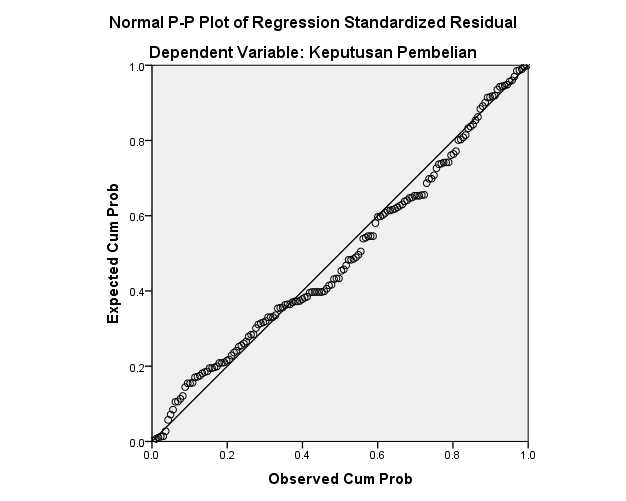 Normal P-P Plot of Regression Standardized Residual
Dependent Variable: Keputusan Pembelian
Expected Cum Prob
1.0
0.8
0.6
0.4
0.2
0.0
0.0 0.2 0.4 0.6 0.8 1.0
Observed Cum Prob